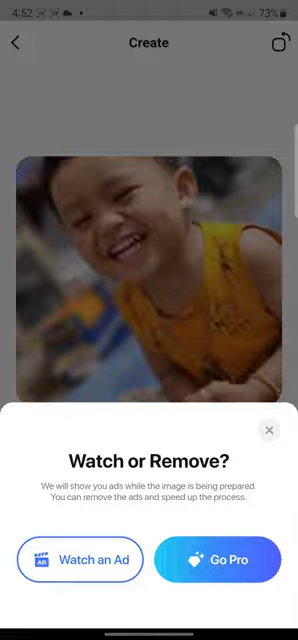 4:52
73%
Create
Watch or Remove?
We will show you ads while the image is being prepared.
You can remove the ads and speed up the process.
AD Watch an Ad
Go Pro